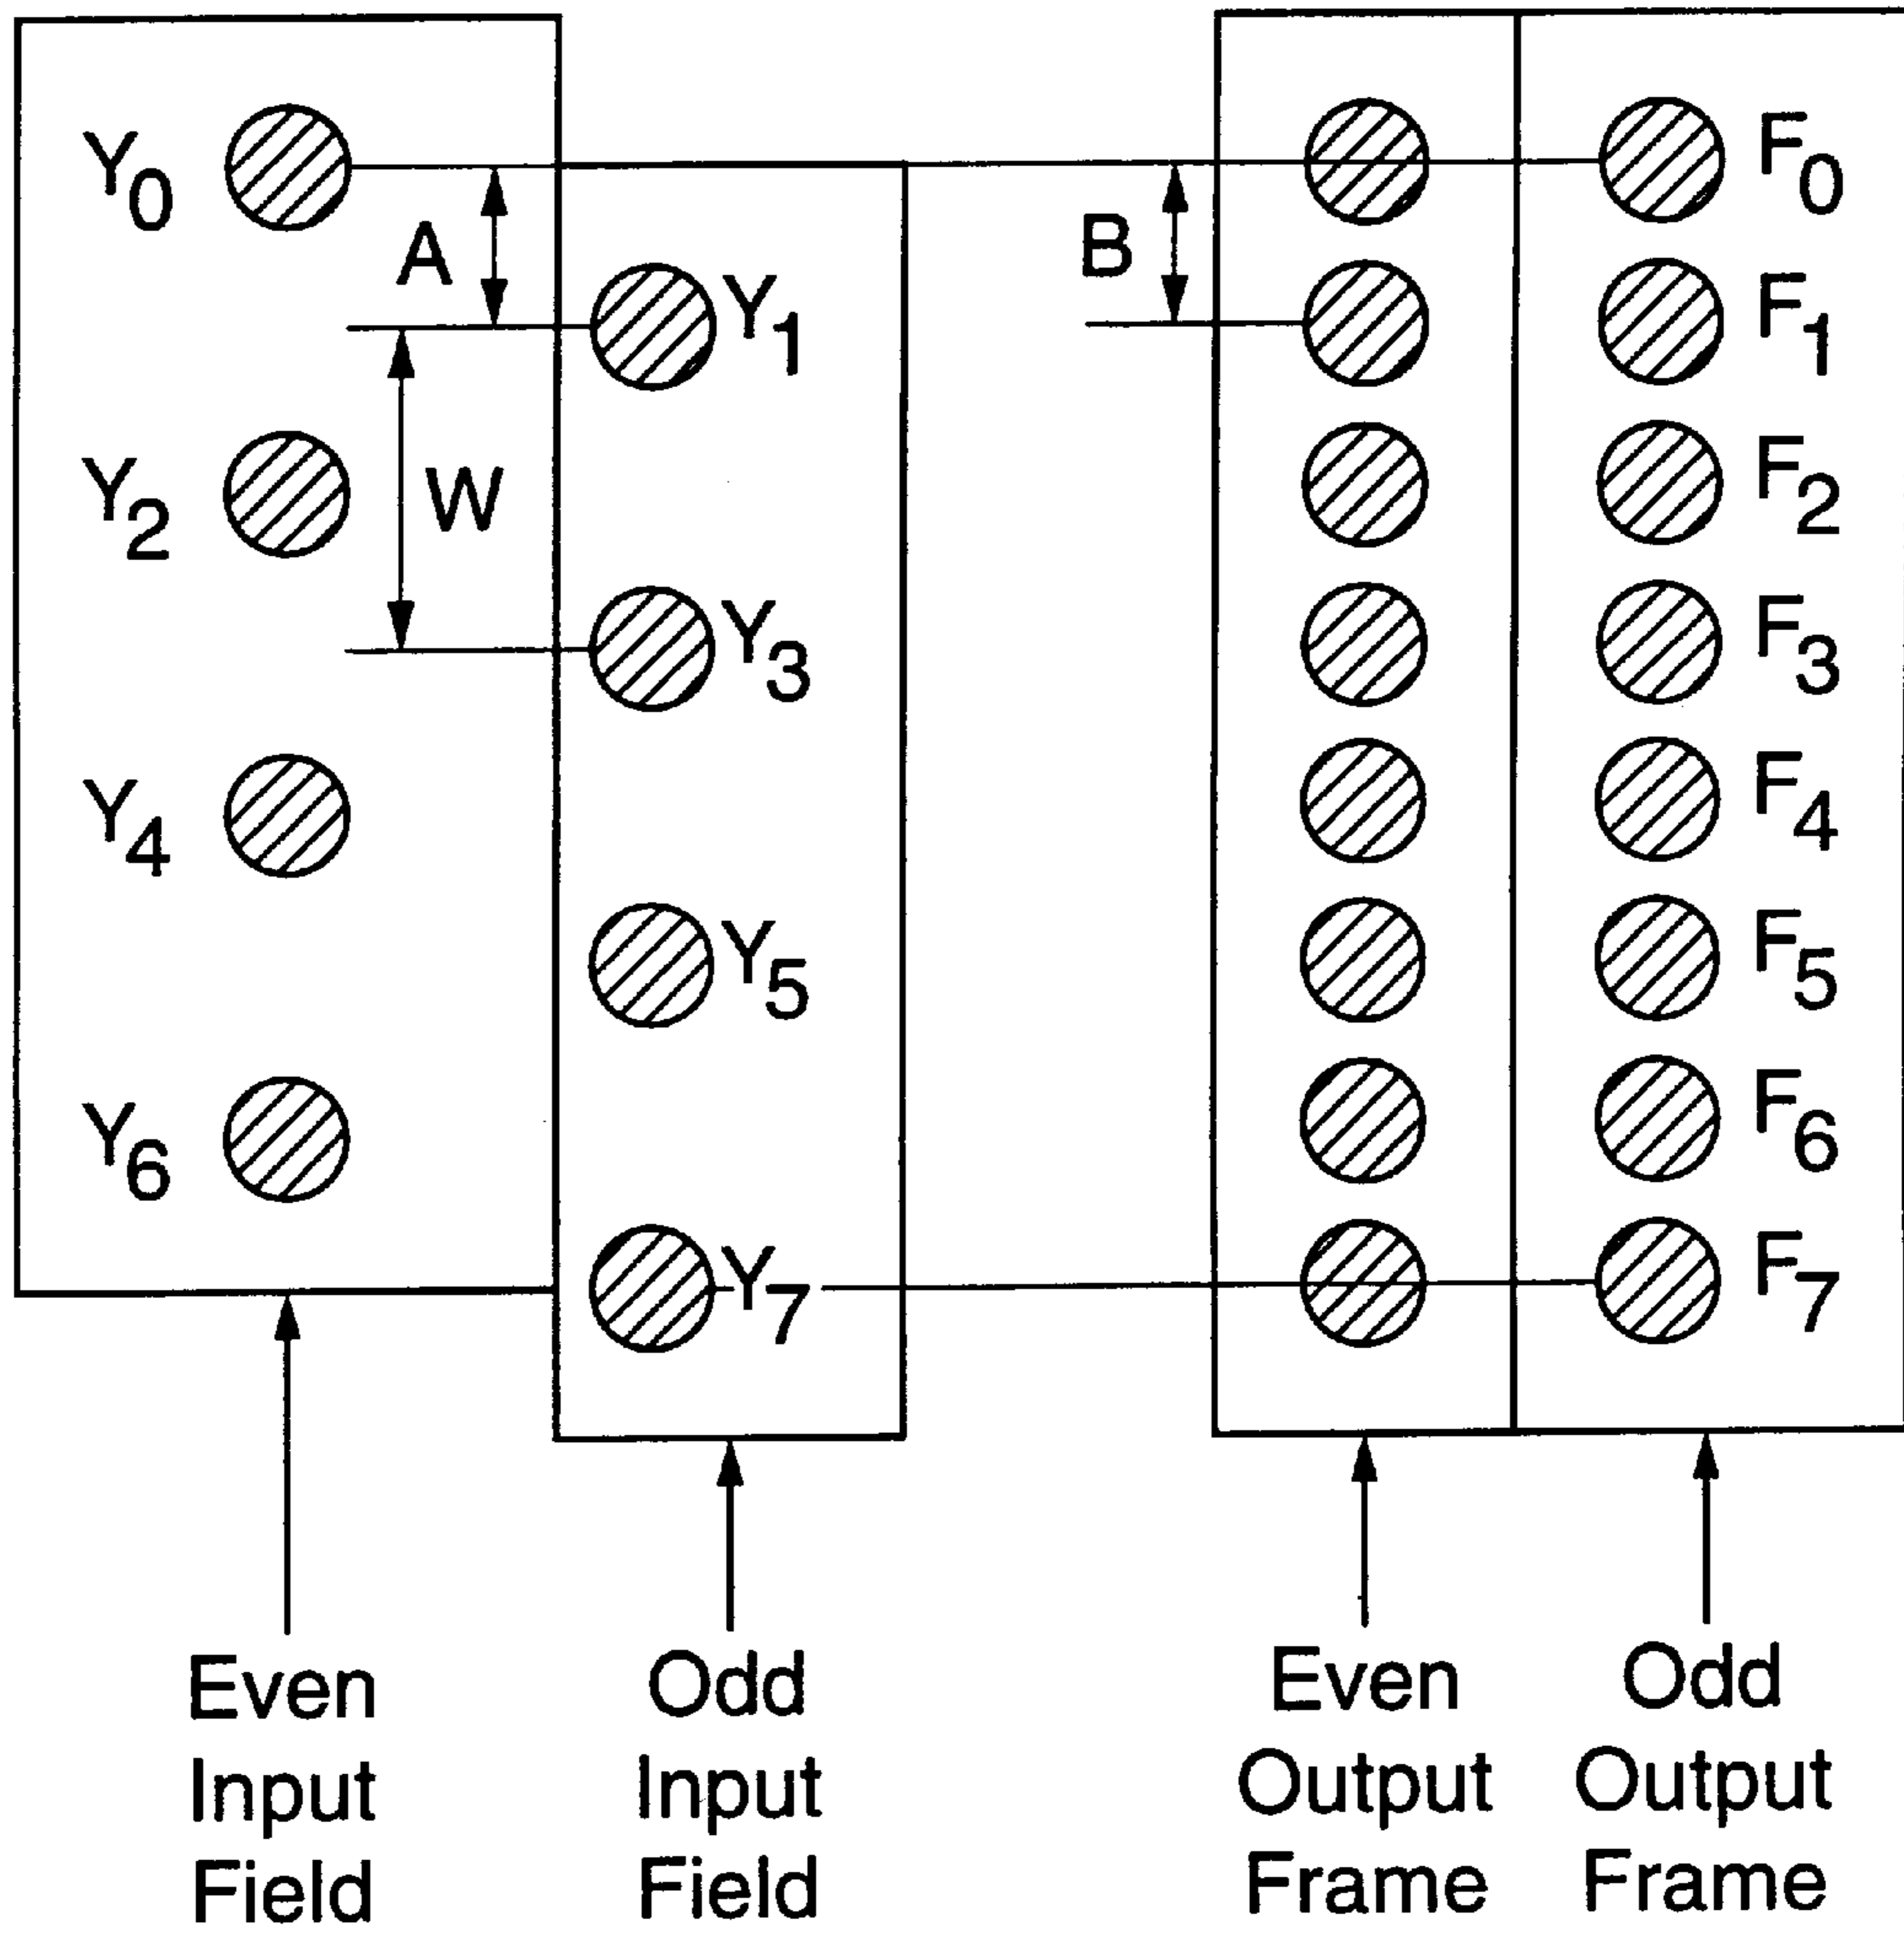 Y0
F0
A
B
Y1
F1
Y2
W
F2
Y3
F3
Y4
F4
Y5
F5
Y6
F6
Y7
F7
Even
Input
Field
Odd
Input
Field
Even
Output
Frame
Odd
Output
Frame